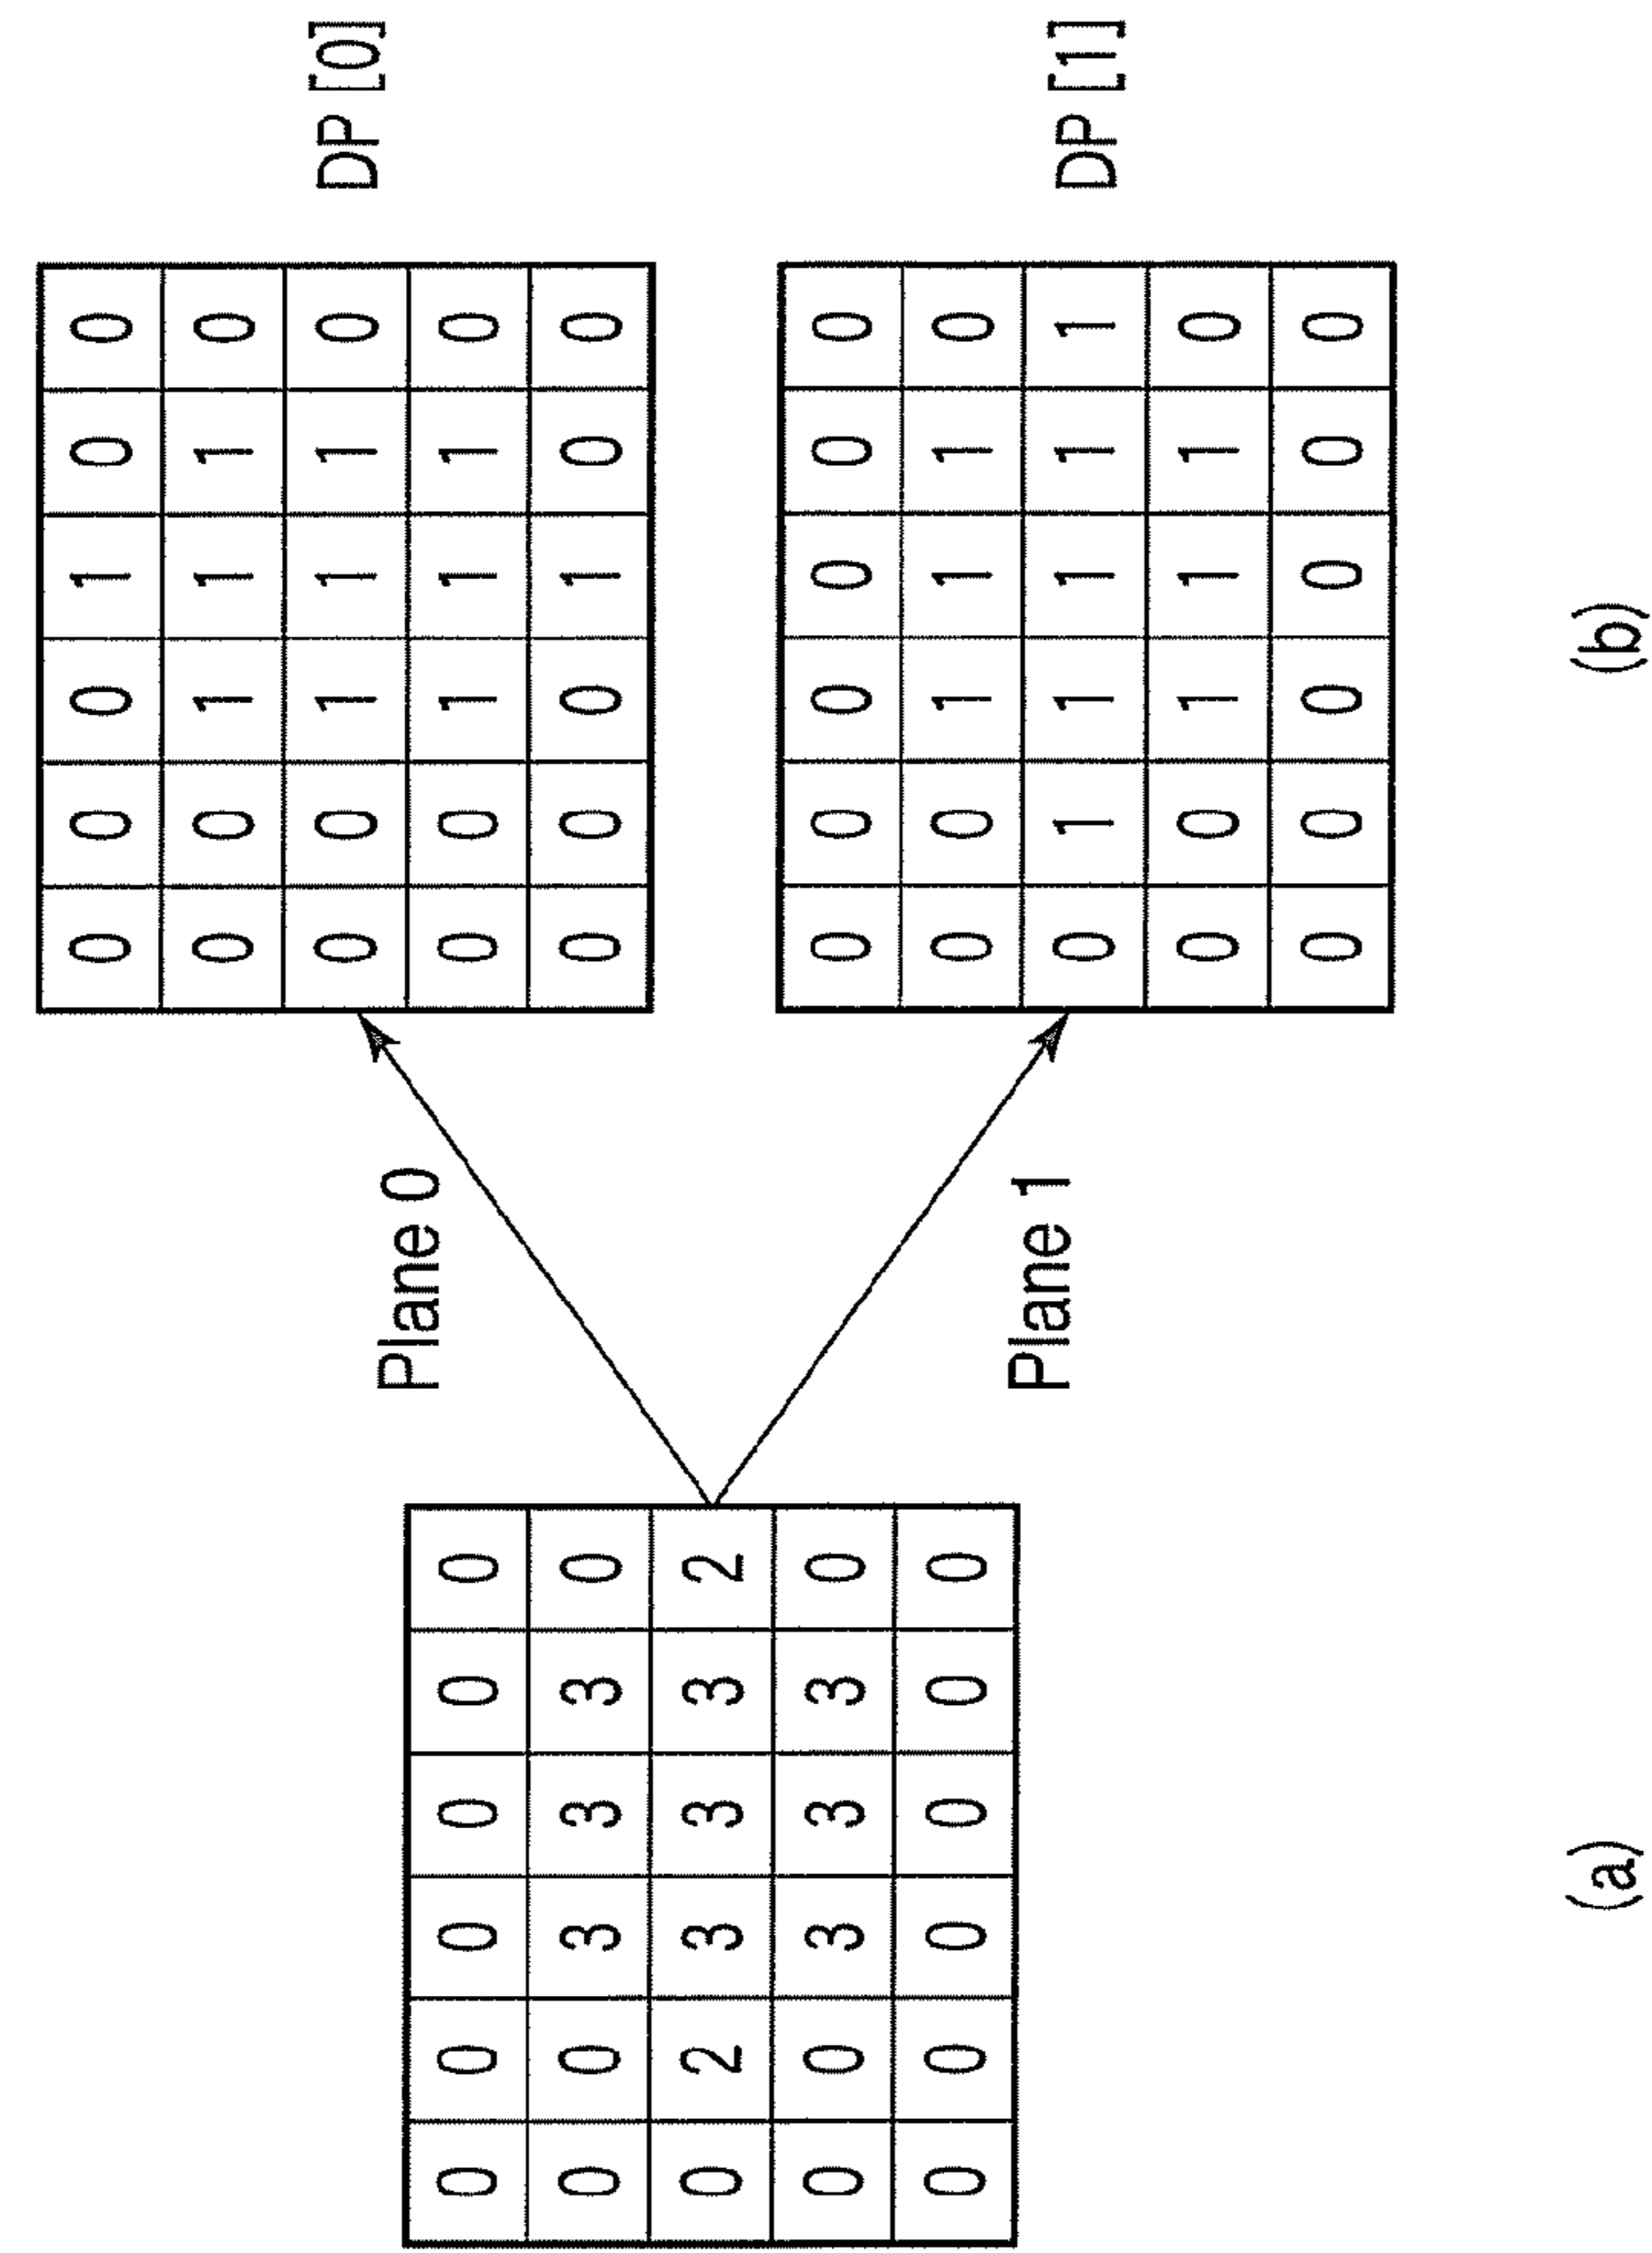 0 0 0 0 0 0
0 0 3 3 3 0
0 2 3 3 3 2
0 0 3 3 3 0
0 0 0 0 0 0
(a)
Plane 0
Plane 1
0 0 0 1 0 0
0 0 1 1 1 0
0 0 1 1 1 0
0 0 1 1 1 0
0 0 0 1 0 0
DP [0]
0 0 0 0 0 0
0 0 1 1 1 0
0 1 1 1 1 1
0 0 1 1 1 0
0 0 0 0 0 0
DP [1]
(b)